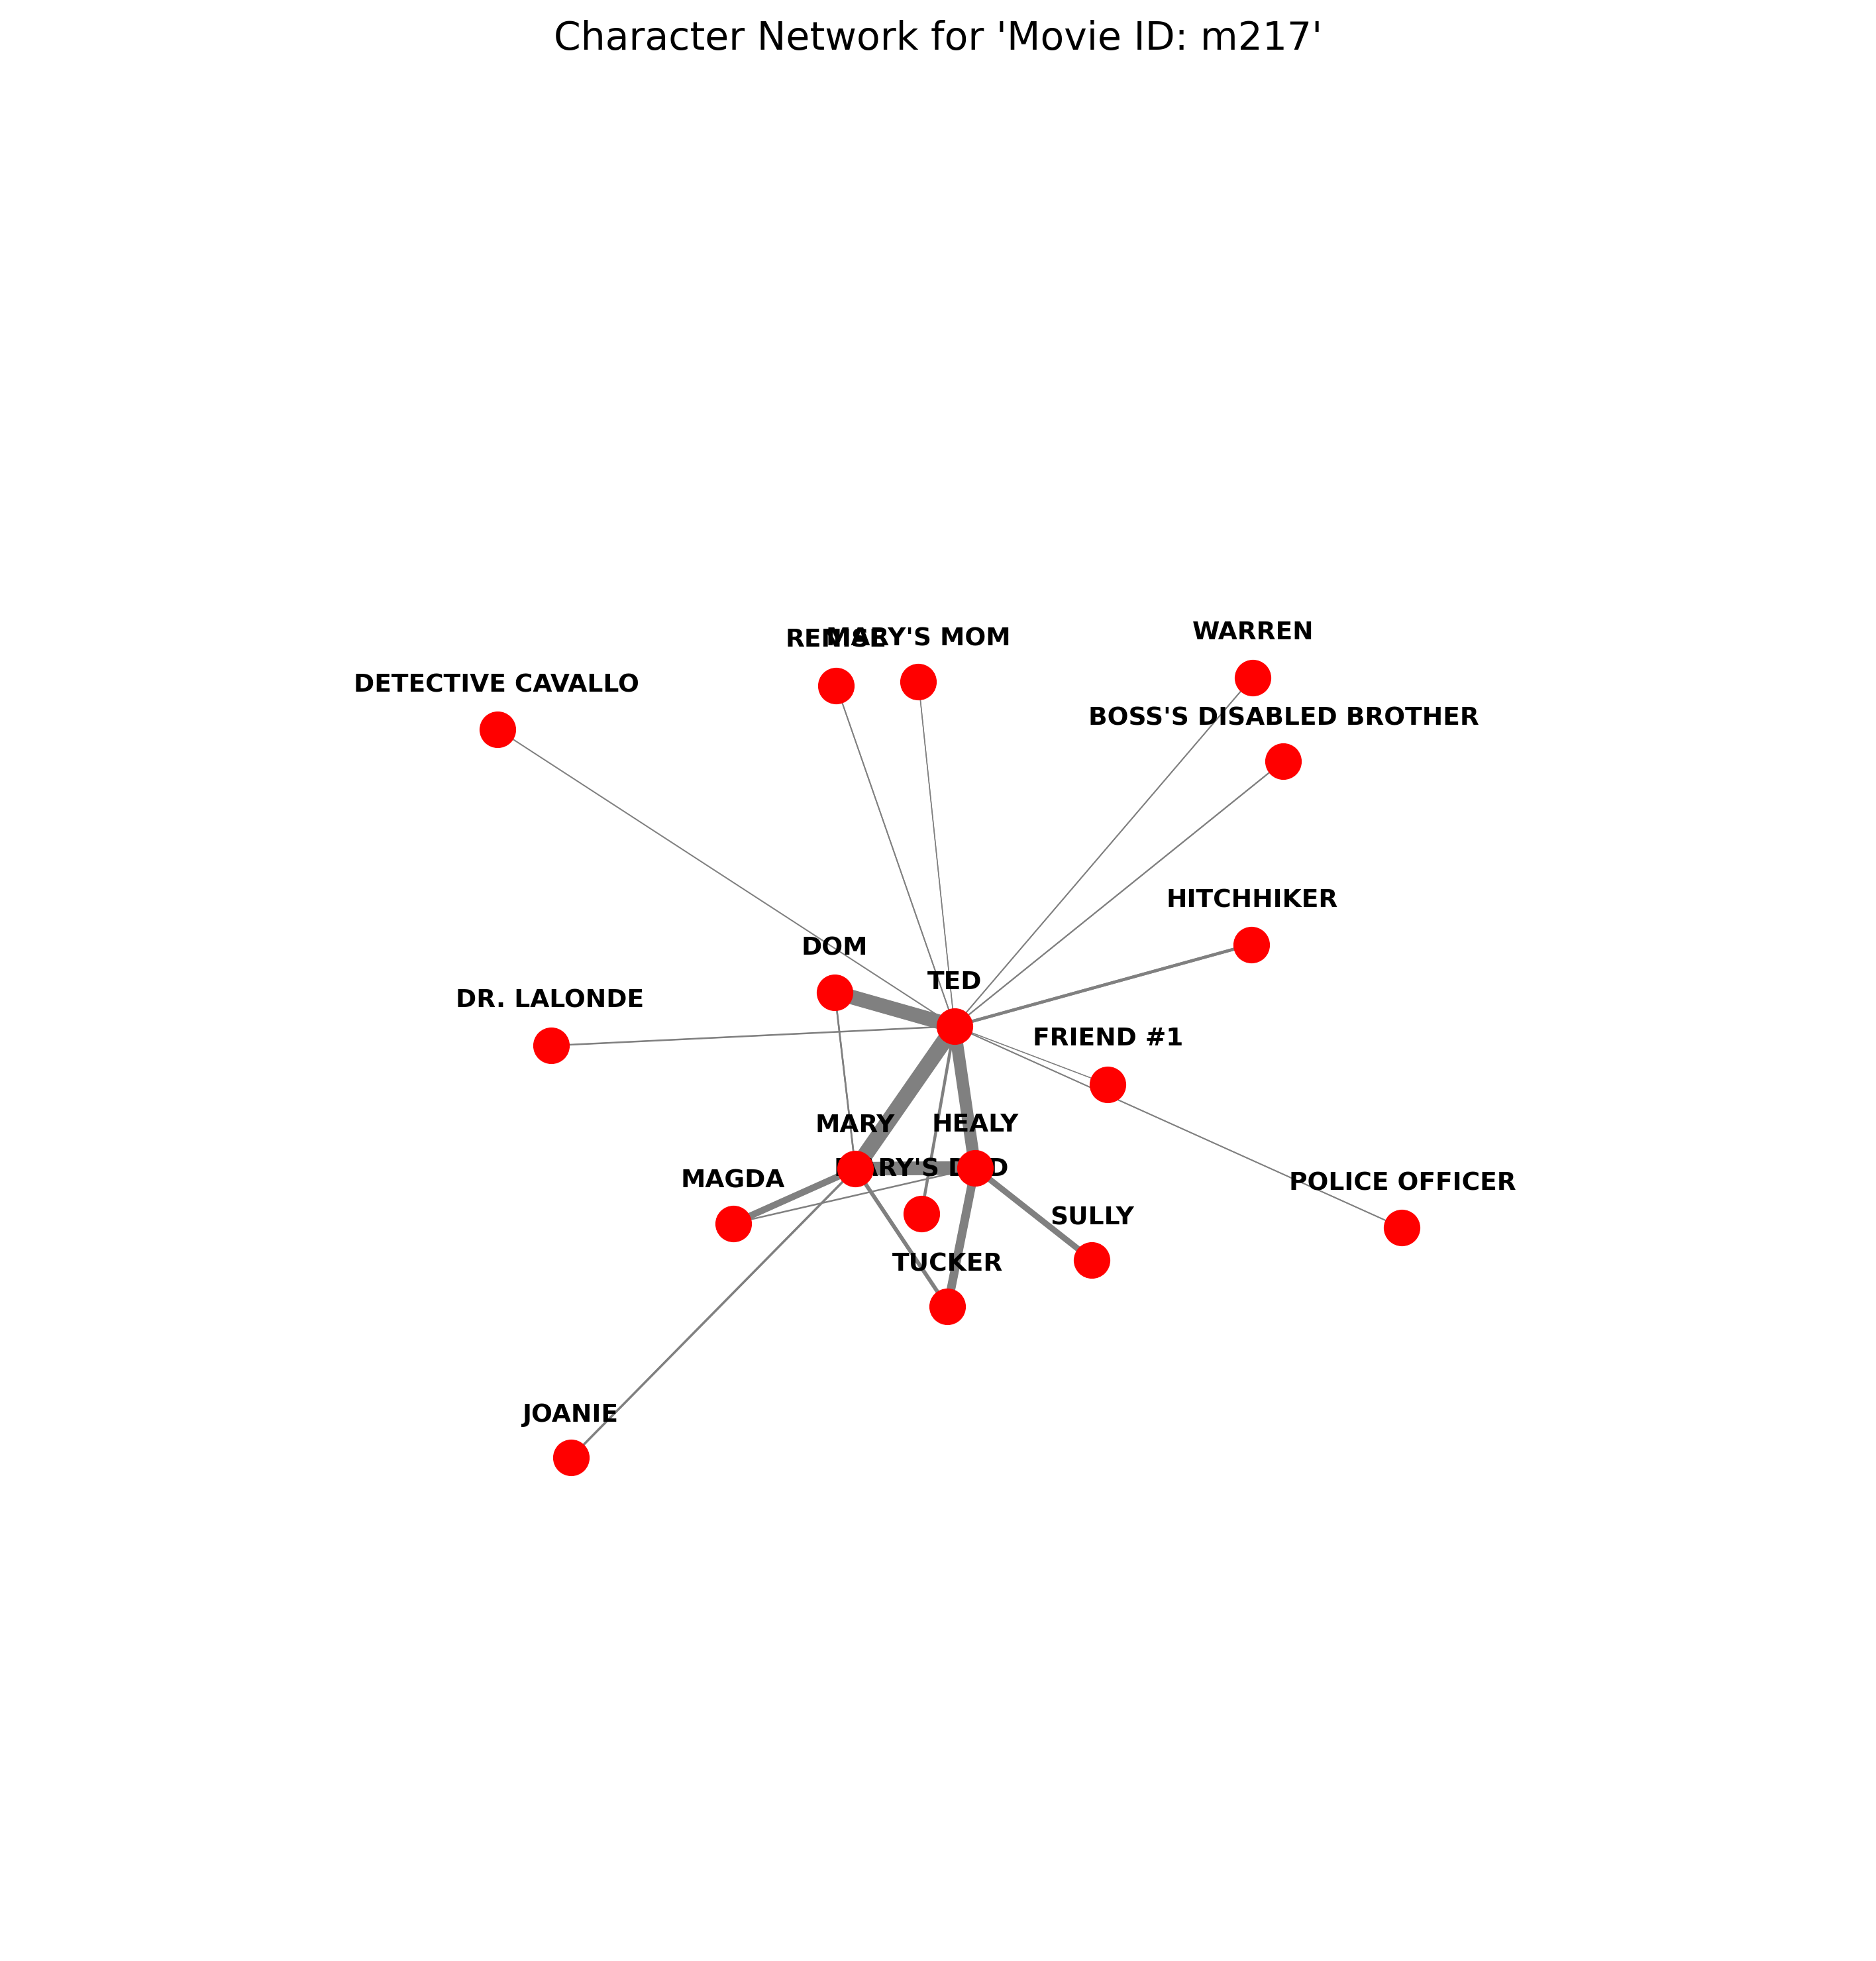 Character Network for 'Movie ID: m217'
WARREN
RENISE
MARY'S MOM
DETECTIVE CAVALLO
BOSS'S DISABLED BROTHER
HITCHHIKER
DOM
TED
DR. LALONDE
FRIEND #1
MARY
HEALY
MARY'S DAD
MAGDA
POLICE OFFICER
SULLY
TUCKER
JOANIE